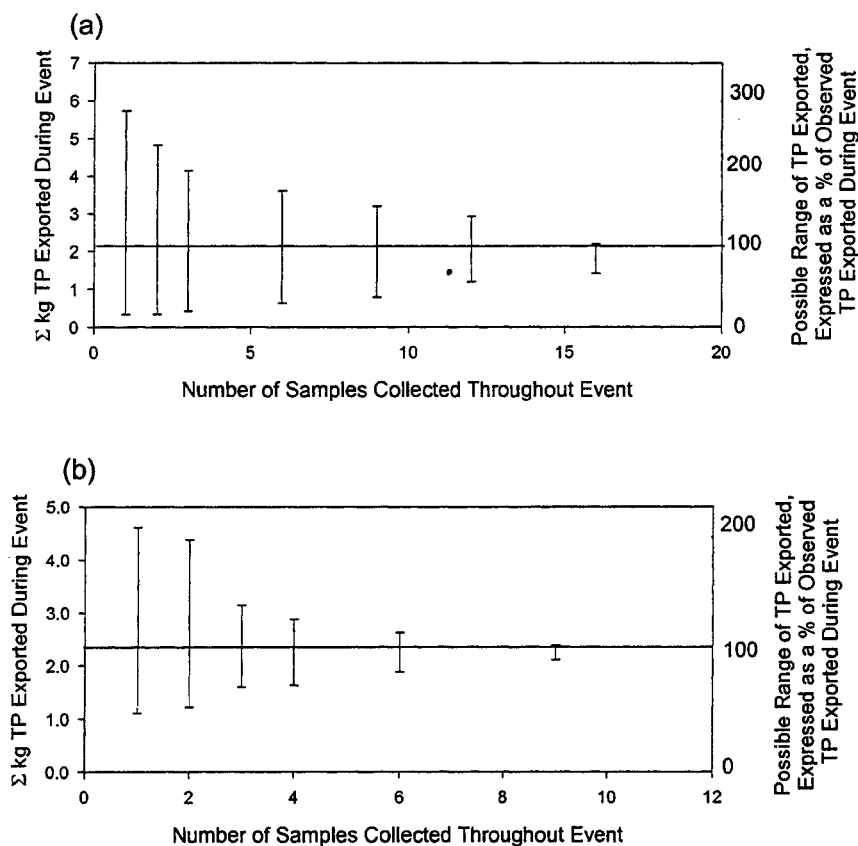 (a)
Σ kg TP Exported During Event
7
6
5
4
3
2
1
0
0
5
10
15
20
Number of Samples Collected Throughout Event
300
200
100
0
Possible Range of TP Exported,
Expressed as a % of Observed
TP Exported During Event
(b)
Σ kg TP Exported During Event
5.0
4.0
3.0
2.0
1.0
0.0
0
2
4
6
8
10
12
Number of Samples Collected Throughout Event
200
100
0
Possible Range of TP Exported,
Expressed as a % of Observed
TP Exported During Event